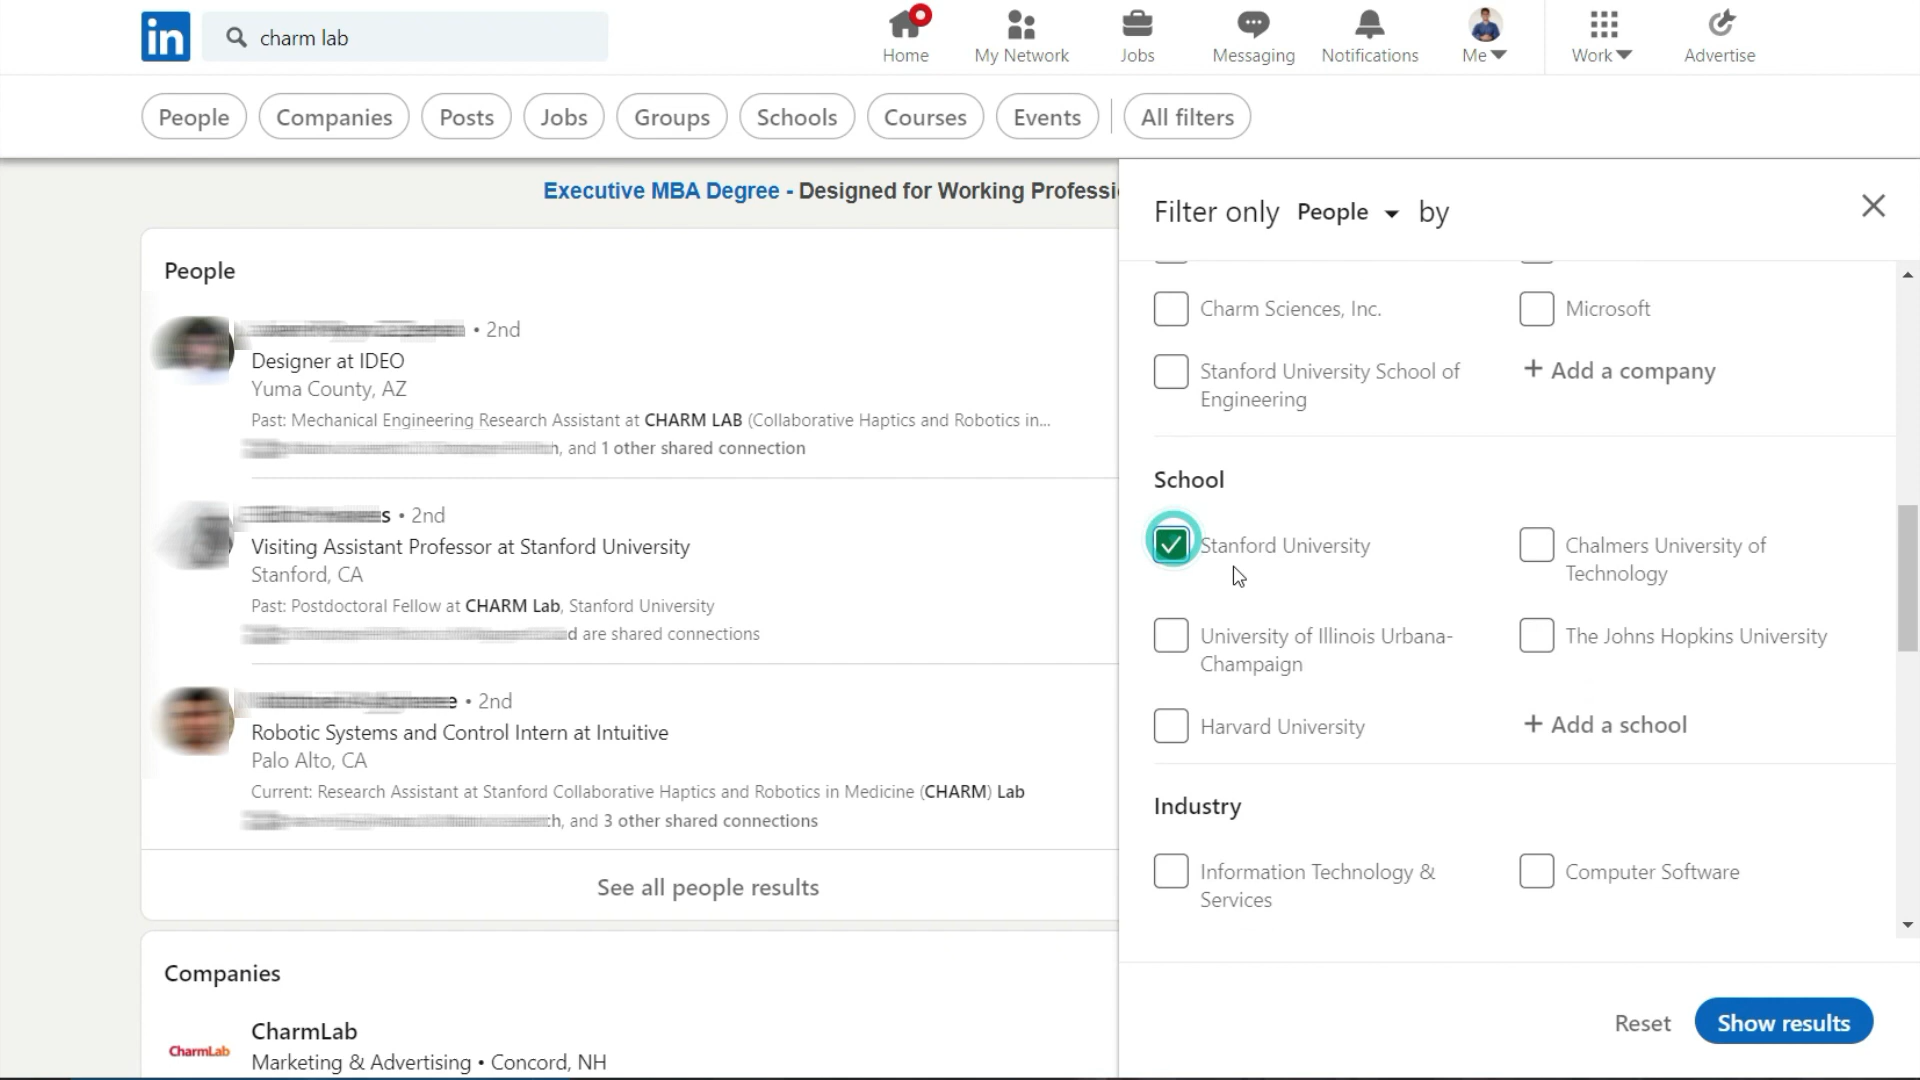 in
charm lab
Home
My Network
Jobs
Messaging
Notifications
Me
Work
Advertise
People
Companies
Posts
Jobs
Groups
Schools
Courses
Events
All filters
Executive MBA Degree - Designed for Working Professi
People
• 2nd
Designer at IDEO
Yuma County, AZ
Past: Mechanical Engineering Research Assistant at CHARM LAB (Collaborative Haptics and Robotics in...
h, and 1 other shared connection
s • 2nd
Visiting Assistant Professor at Stanford University
Stanford, CA
Past: Postdoctoral Fellow at CHARM Lab, Stanford University
d are shared connections
e • 2nd
Robotic Systems and Control Intern at Intuitive
Palo Alto, CA
Current: Research Assistant at Stanford Collaborative Haptics and Robotics in Medicine (CHARM) Lab
ch, and 3 other shared connections
See all people results
Companies
CharmLab
CharmLab
Marketing & Advertising • Concord, NH
Filter only People by
Charm Sciences, Inc.
Microsoft
Stanford University School of
Engineering
+ Add a company
School
Stanford University
Chalmers University of
Technology
University of Illinois Urbana-
Champaign
The Johns Hopkins University
Harvard University
+ Add a school
Industry
Information Technology &
Services
Computer Software
Reset
Show results